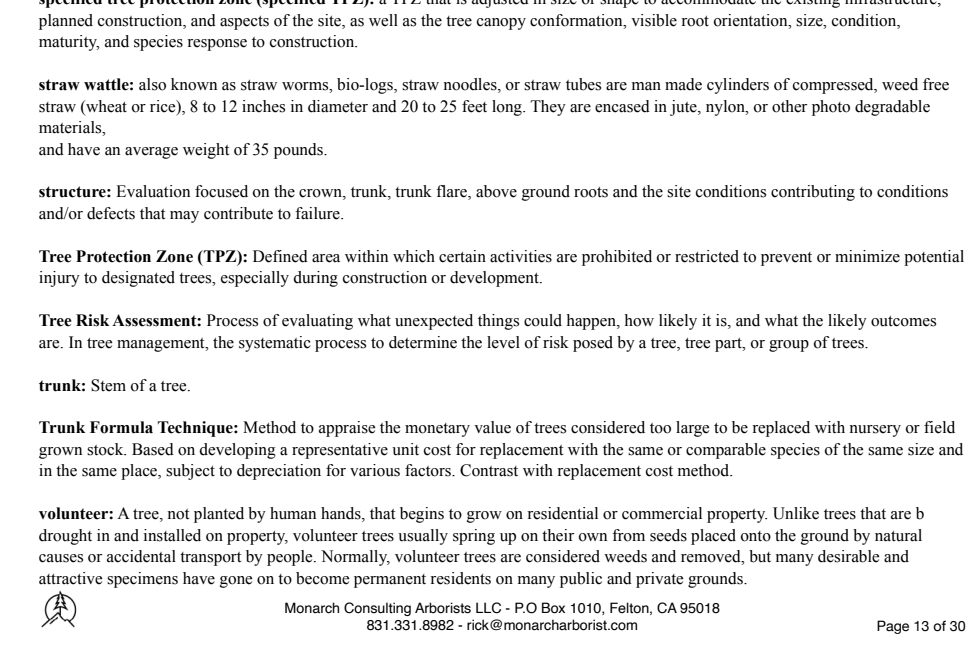 specified tree protection zone (specified TPZ): a TPZ that is adjusted in size or shape to accommodate the existing infrastructure,
planned construction, and aspects of the site, as well as the tree canopy conformation, visible root orientation, size, condition,
maturity, and species response to construction.
straw wattle: also known as straw worms, bio-logs, straw noodles, or straw tubes are man made cylinders of compressed, weed free
straw (wheat or rice), 8 to 12 inches in diameter and 20 to 25 feet long. They are encased in jute, nylon, or other photo degradable
materials,
and have an average weight of 35 pounds.
structure: Evaluation focused on the crown, trunk, trunk flare, above ground roots and the site conditions contributing to conditions
and/or defects that may contribute to failure.
Tree Protection Zone (TPZ): Defined area within which certain activities are prohibited or restricted to prevent or minimize potential
injury to designated trees, especially during construction or development.
Tree Risk Assessment: Process of evaluating what unexpected things could happen, how likely it is, and what the likely outcomes
are. In tree management, the systematic process to determine the level of risk posed by a tree, tree part, or group of trees.
trunk: Stem of a tree.
Trunk Formula Technique: Method to appraise the monetary value of trees considered too large to be replaced with nursery or field
grown stock. Based on developing a representative unit cost for replacement with the same or comparable species of the same size and
in the same place, subject to depreciation for various factors. Contrast with replacement cost method.
volunteer: A tree, not planted by human hands, that begins to grow on residential or commercial property. Unlike trees that are b
drought in and installed on property, volunteer trees usually spring up on their own from seeds placed onto the ground by natural
causes or accidental transport by people. Normally, volunteer trees are considered weeds and removed, but many desirable and
attractive specimens have gone on to become permanent residents on many public and private grounds.
Monarch Consulting Arborists LLC - P.O Box 1010, Felton, CA 95018
831.331.8982 - rick@monarcharborist.com
Page 13 of 30